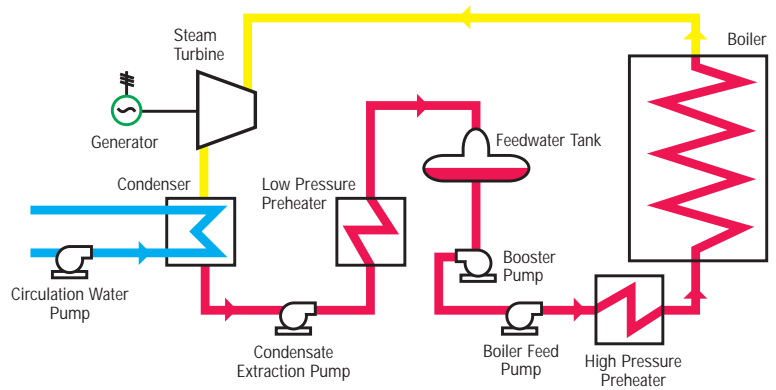 Steam
Turbine
Boiler
Generator
Feedwater Tank
Condenser
Low Pressure
Preheater
Booster
Pump
Circulation Water
Pump
Condensate
Extraction Pump
Boiler Feed
Pump
High Pressure
Preheater